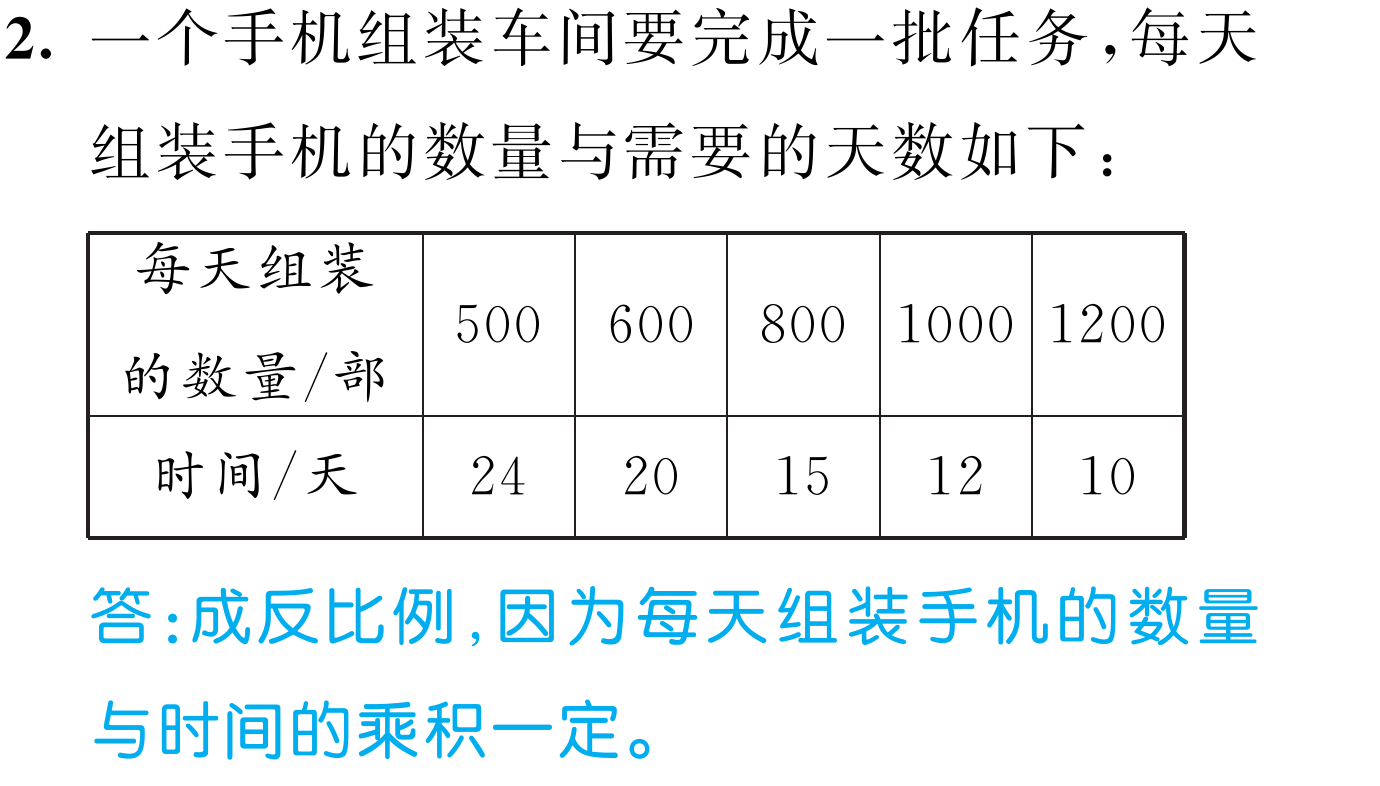 2. 一个手机组装车间要完成一批任务,每天
组装手机的数量与需要的天数如下:
每天组装
的数量/部 500 600 800 1000 1200
时间/天 24 20 15 12 10
答:成反比例,因为每天组装手机的数量
与时间的乘积一定。